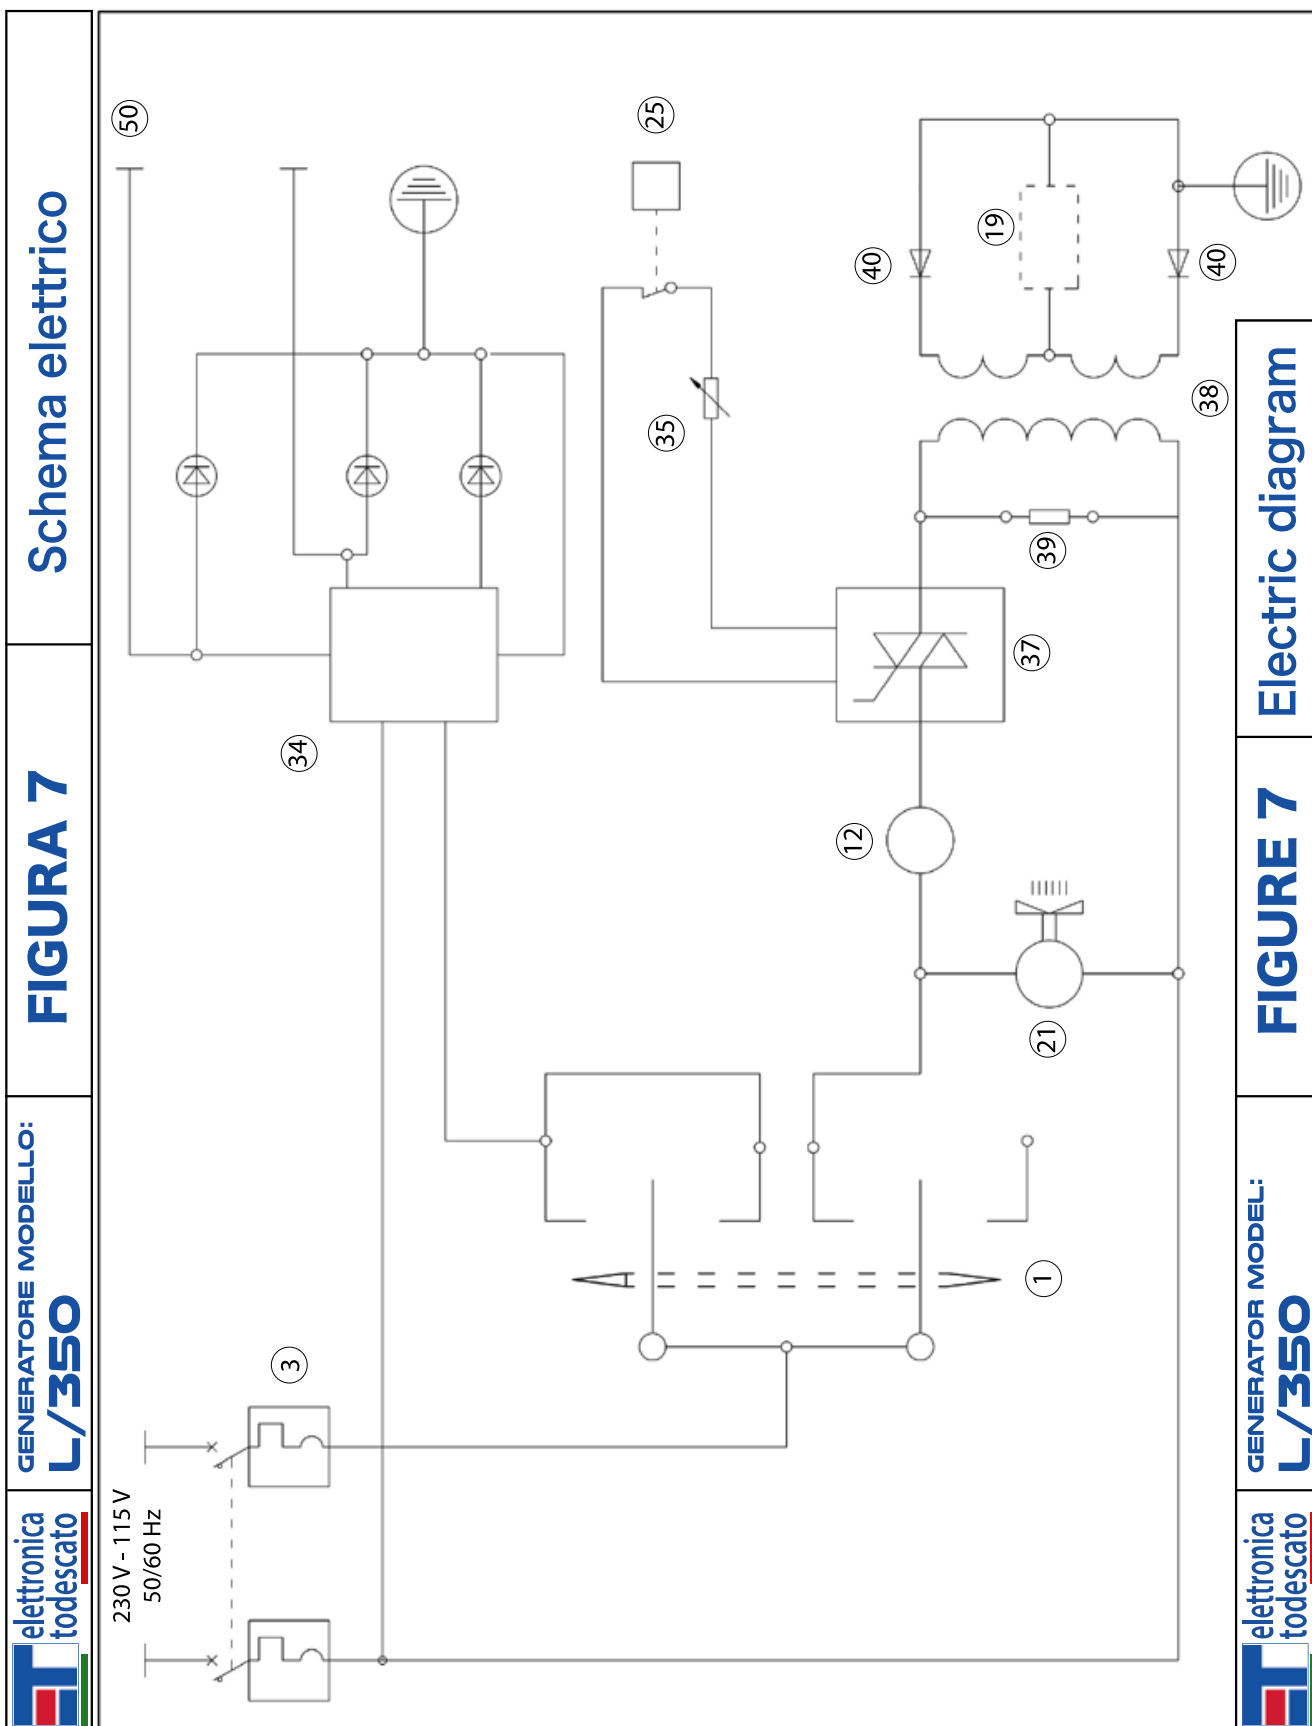 elettronica
todescato
GENERATORE MODELLO:
L/350
FIGURA 7
Schema elettrico
230 V - 115 V
50/60 Hz
3
1
34
50
25
35
12
21
37
39
38
40
19
40
elettronica
todescato
GENERATOR MODEL:
L/350
FIGURE 7
Electric diagram